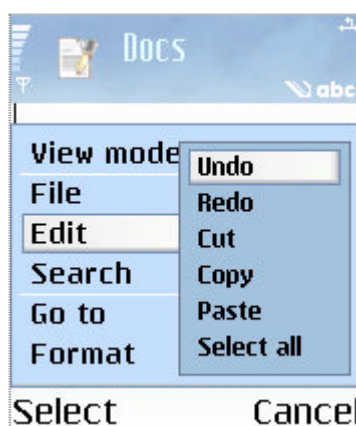 Docs
abc
View mode
File
Edit
Search
Go to
Format
Undo
Redo
Cut
Copy
Paste
Select all
Select
Cancel